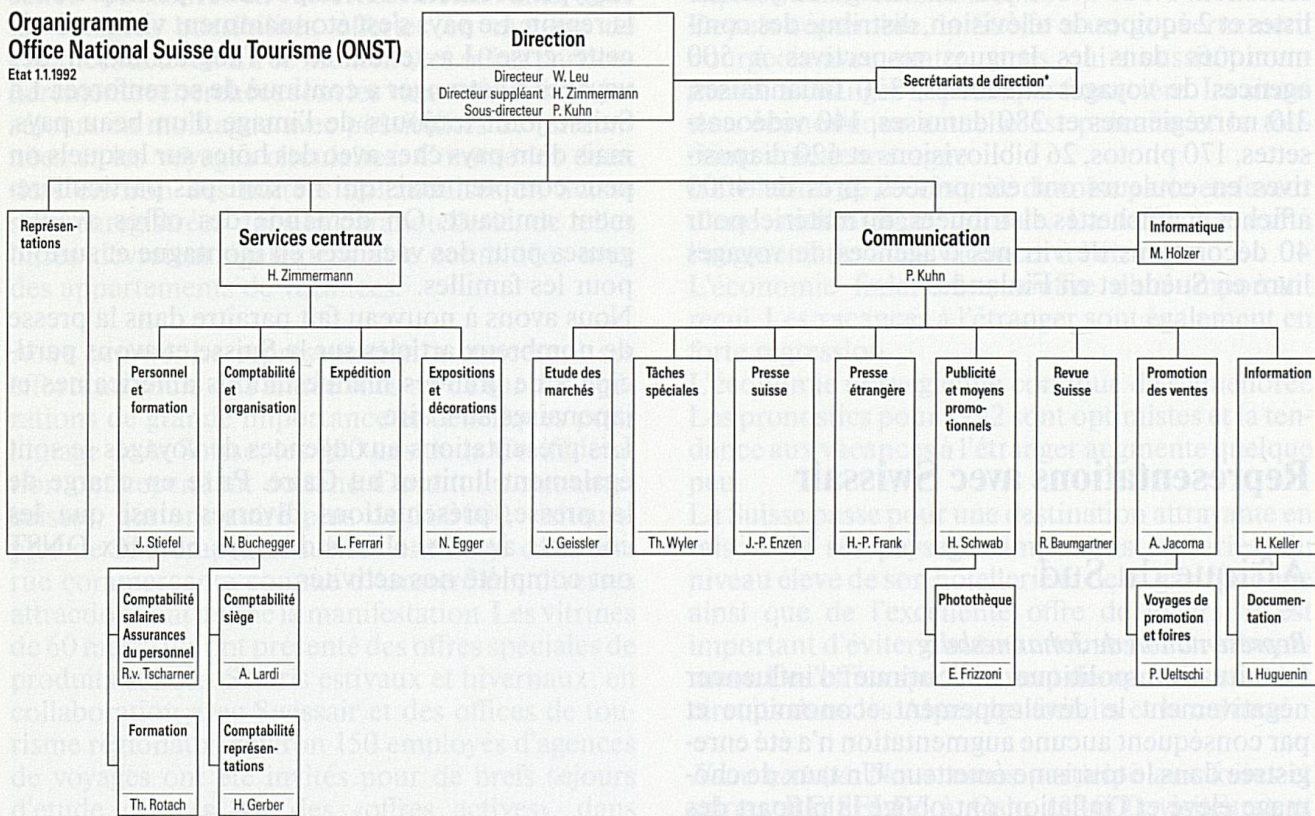 Organigramme
Office National Suisse du Tourisme (ONST)
Etat 1.1.1992
Direction
Directeur W. Leu
Directeur suppléant H. Zimmermann
Sous-directeur P. Kuhn
Secrétariats de direction*
Représen-
tations
Services centraux
H. Zimmermann
Communication
P. Kuhn
Informatique
M. Holzer
Personnel
et
formation
J. Stiefel
Comptabilité
et
organisation
N. Buchegger
Expédition
L. Ferrat
Expositions
et
décorations
N. Egger
Etude des
marchés
J. Geissler
Tâches
spéciales
Th. Wyler
Presse
suisse
J.-P. Enzen
Presse
étrangère
H.-P. Frank
Publicité
et moyens
promo-
tionnels
H. Schwab
Revue
Suisse
R. Baumgartner
Promotion
des ventes
A. Jacoma
Information
H. Keller
Comptabilité
salaires
Assurances
du personnel
R.v. Tscharner
Comptabilité
siège
A. Lardi
Photothèque
E. Frizzoni
Voyages de
promotion
et foires
P. Ueltschi
Documen-
tation
I. Huguenin
Formation
Th. Rotach
Comptabilité
représen-
tations
H. Gerber